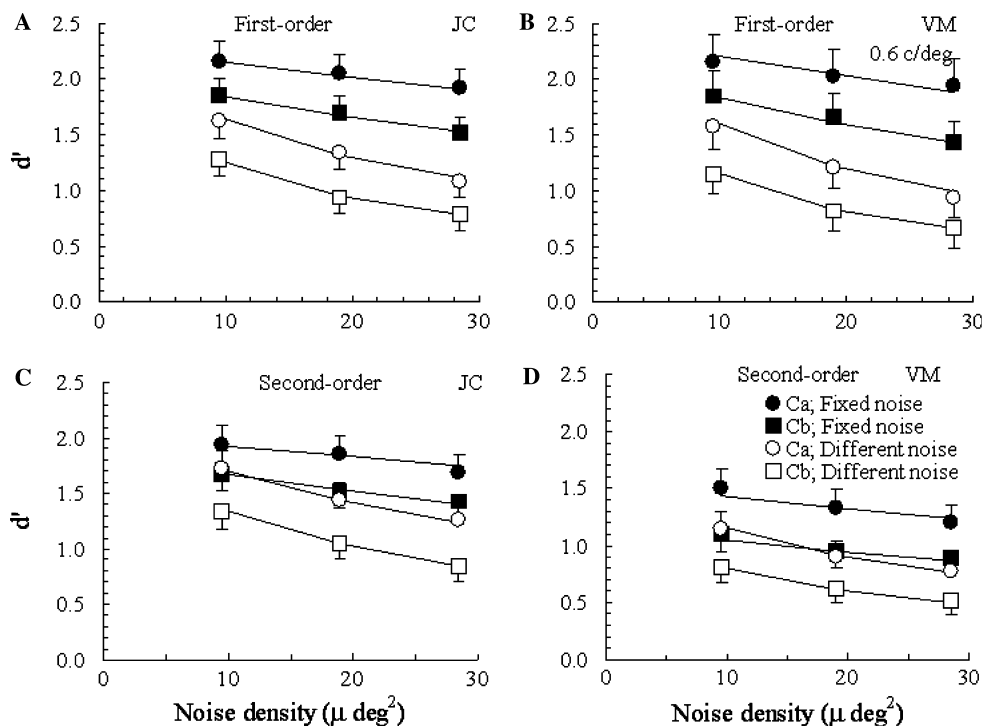 A First-order JC
2.5
2.0
1.5
1.0
0.5
0.0
d'
0 10 20 30
B First-order VM
0.6 c/deg
2.5
2.0
1.5
1.0
0.5
0.0
d'
0 10 20 30
C Second-order JC
2.5
2.0
1.5
1.0
0.5
0.0
d'
0 10 20 30
Noise density (μ deg²)
D Second-order VM
Ca; Fixed noise
Cb; Fixed noise
Ca; Different noise
Cb; Different noise
2.5
2.0
1.5
1.0
0.5
0.0
d'
0 10 20 30
Noise density (μ deg²)